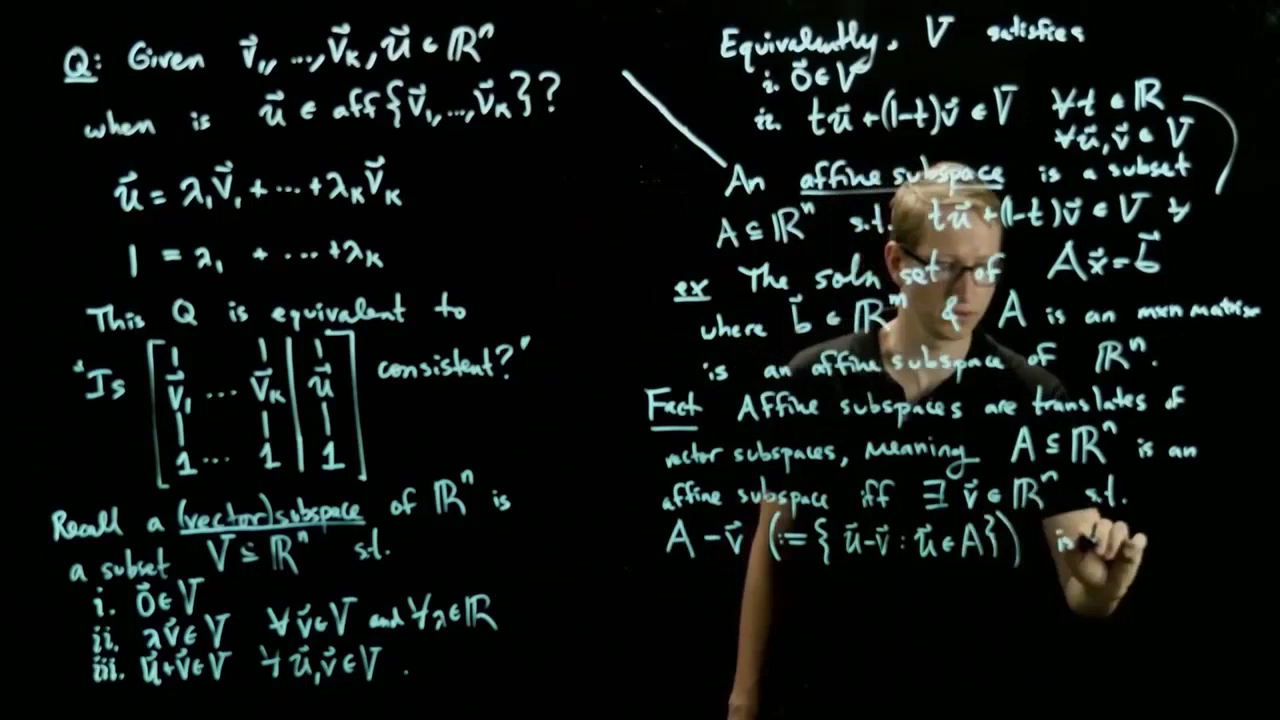 Q: Given v⃗₁, ..., v⃗ₖ, u⃗ ∈ ℝⁿ
when is u⃗ ∈ aff{v⃗₁, ..., v⃗ₖ}?
u⃗ = λ₁v⃗₁ + ... + λₖv⃗ₖ
1 = λ₁ + ... + λₖ
This Q is equivalent to
"Is [ v⃗₁ ... v⃗ₖ | u⃗ ] consistent?"
1 ... 1 | 1
Recall a (vector) subspace of ℝⁿ is
a subset V ⊆ ℝⁿ s.t.
i. 0⃗ ∈ V
ii. λv⃗ ∈ V ∀ v⃗ ∈ V and ∀ λ ∈ ℝ
iii. u⃗ + v⃗ ∈ V ∀ u⃗, v⃗ ∈ V.
Equivalently, V satisfies
i. 0⃗ ∈ V
ii. tu⃗ + (1-t)v⃗ ∈ V ∀ t ∈ ℝ
∀ u⃗, v⃗ ∈ V
An affine subspace is a subset
A ⊆ ℝⁿ s.t. tu⃗ + (1-t)v⃗ ∈ V ∀
ex The soln set of Ax⃗ = b⃗
where b⃗ ∈ ℝᵐ & A is an m×n matrix
is an affine subspace of ℝⁿ.
Fact Affine subspaces are translates of
vector subspaces, meaning A ⊆ ℝⁿ is an
affine subspace iff ∃ v⃗ ∈ ℝⁿ s.t.
A - v⃗ (:= { u⃗ - v⃗ : u⃗ ∈ A}) is